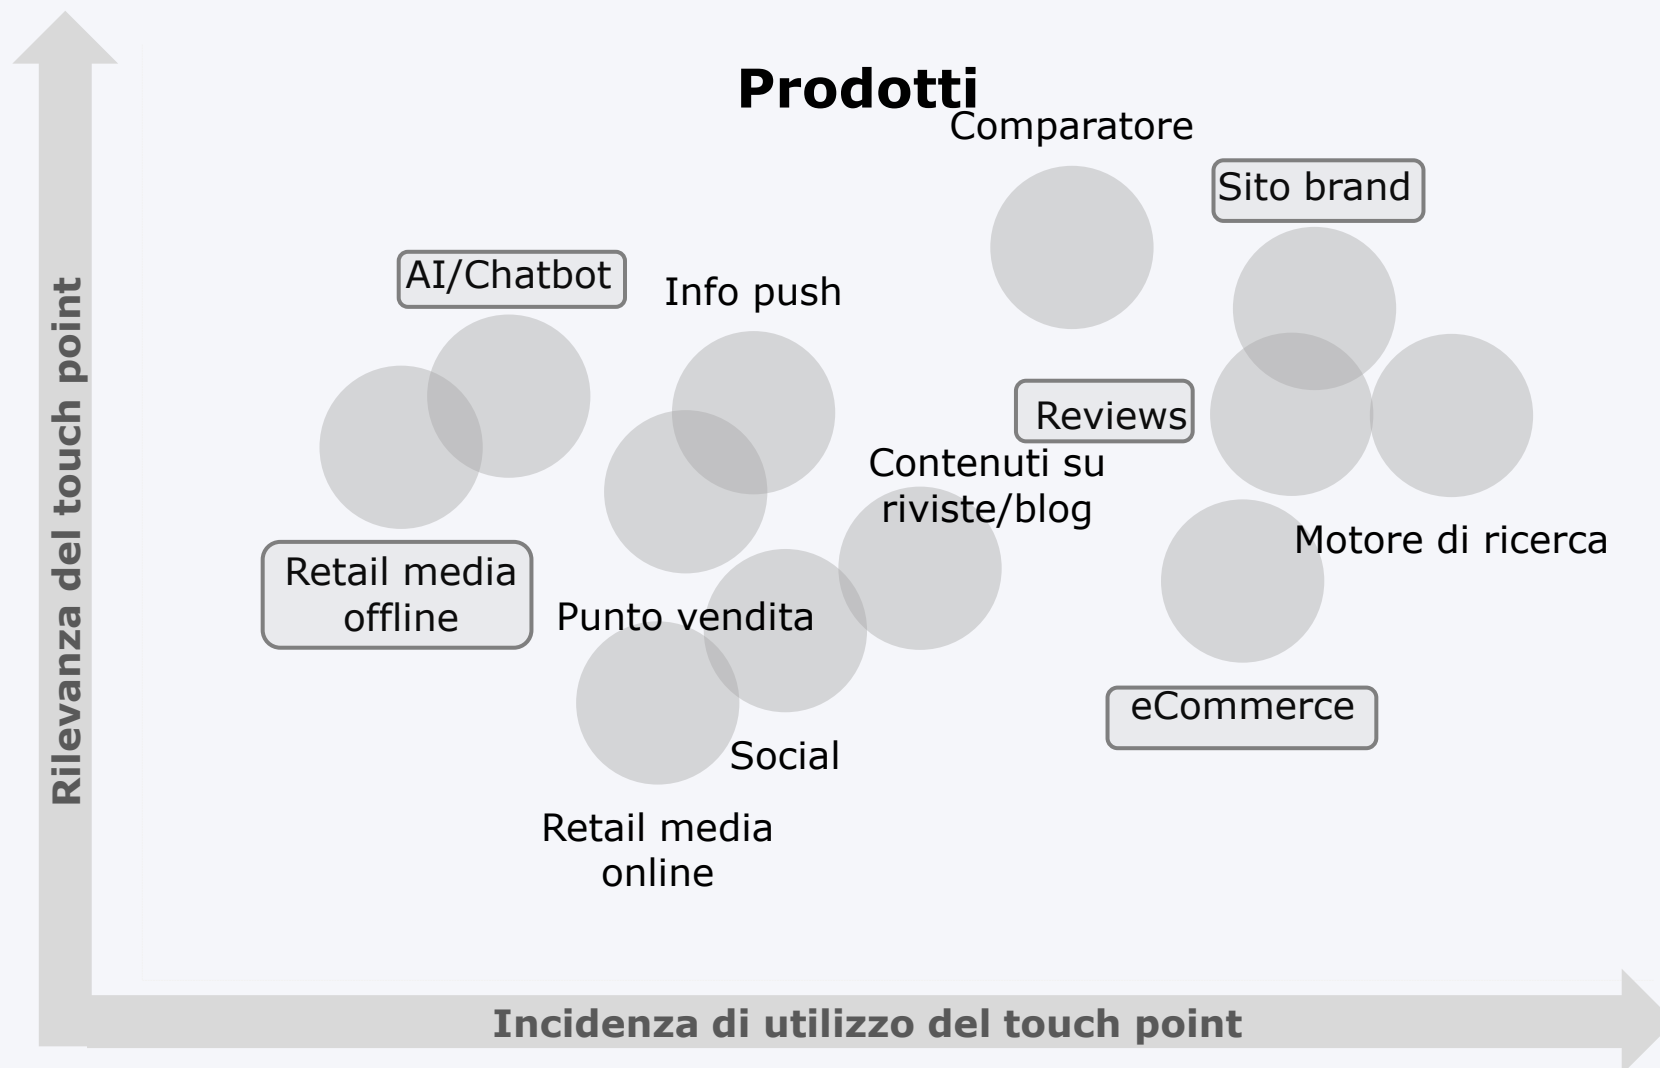 Prodotti
Comparatore
Sito brand
AI/Chatbot
Info push
Reviews
Contenuti su
riviste/blog
Motore di ricerca
Retail media
offline
Punto vendita
eCommerce
Social
Retail media
online
Rilevanza del touch point
Incidenza di utilizzo del touch point